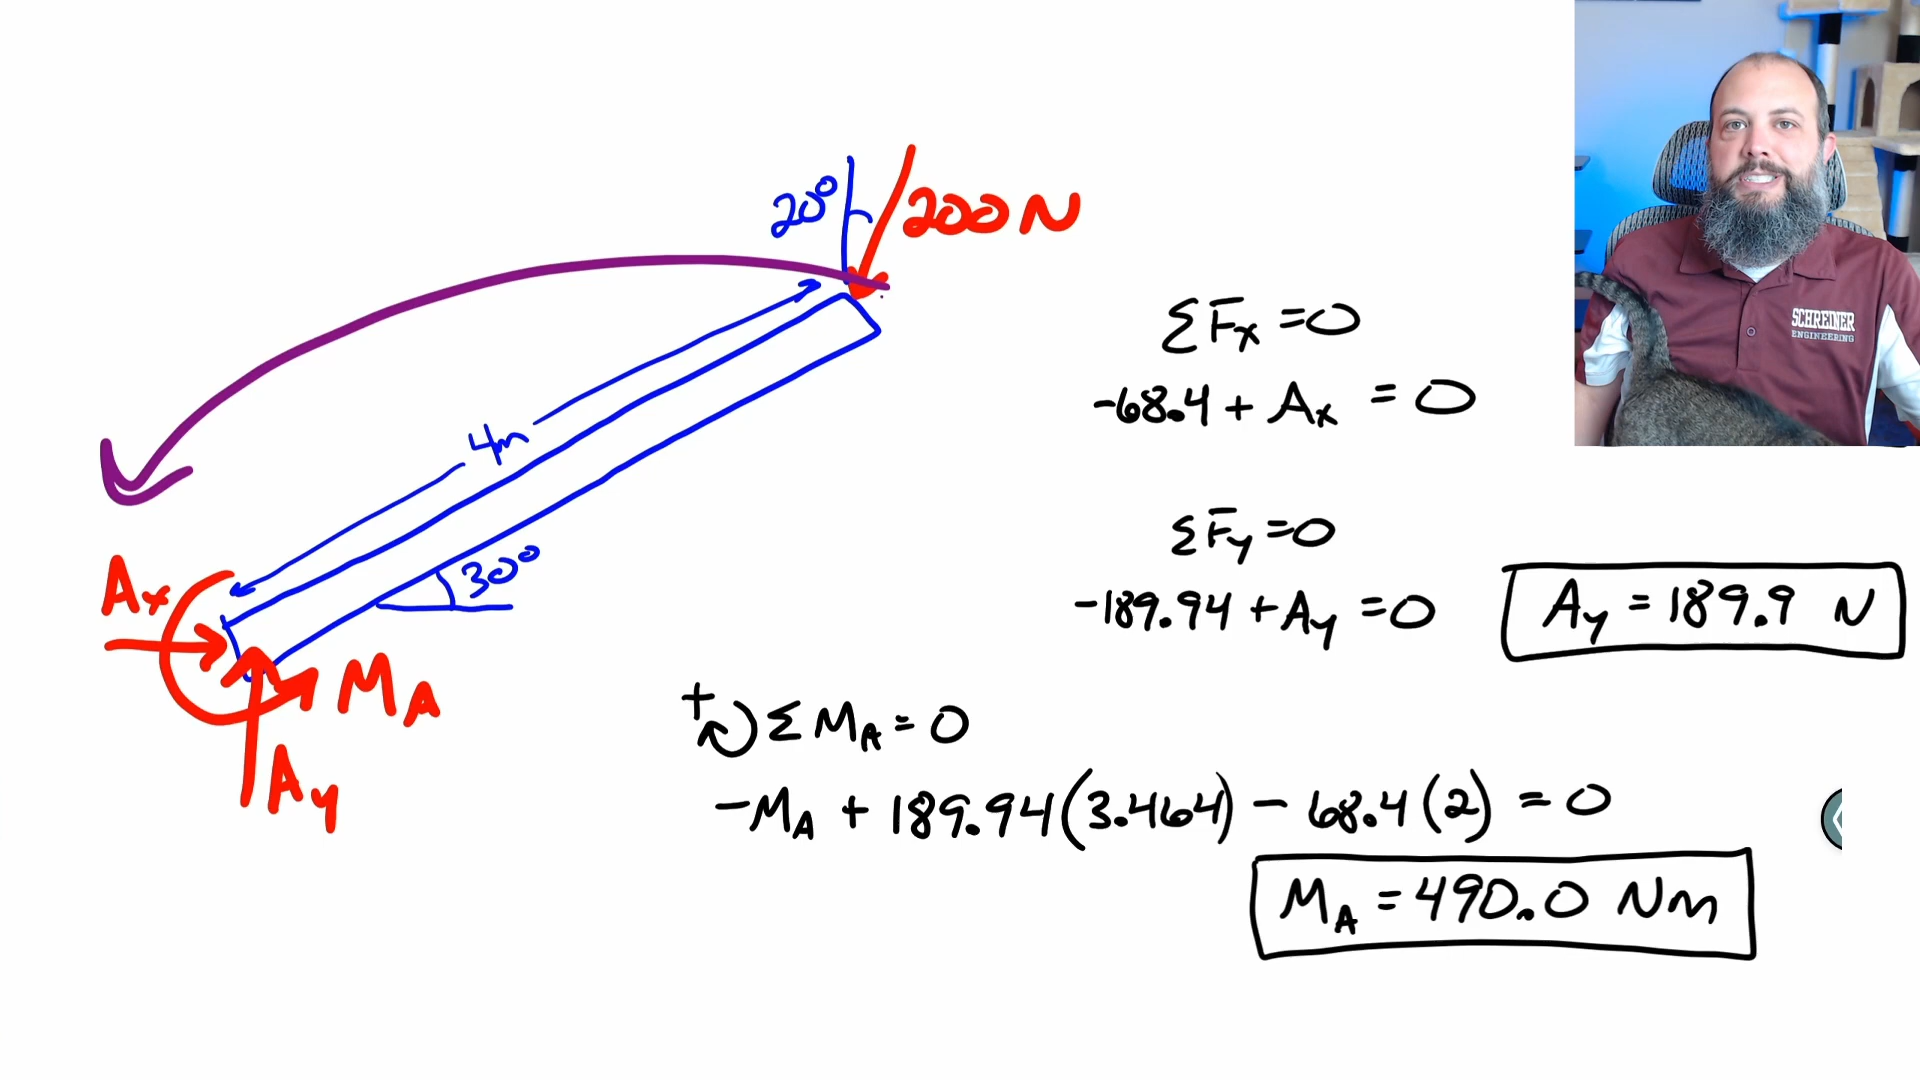 20°
200 N
4m
30°
Ax
MA
Ay
ΣFx = 0
-68.4 + Ax = 0
ΣFy = 0
-189.94 + Ay = 0
Ay = 189.9 N
+ ΣMA = 0
-MA + 189.94(3.464) - 68.4(2) = 0
MA = 490.0 Nm
SCHREINER
ENGINEERING